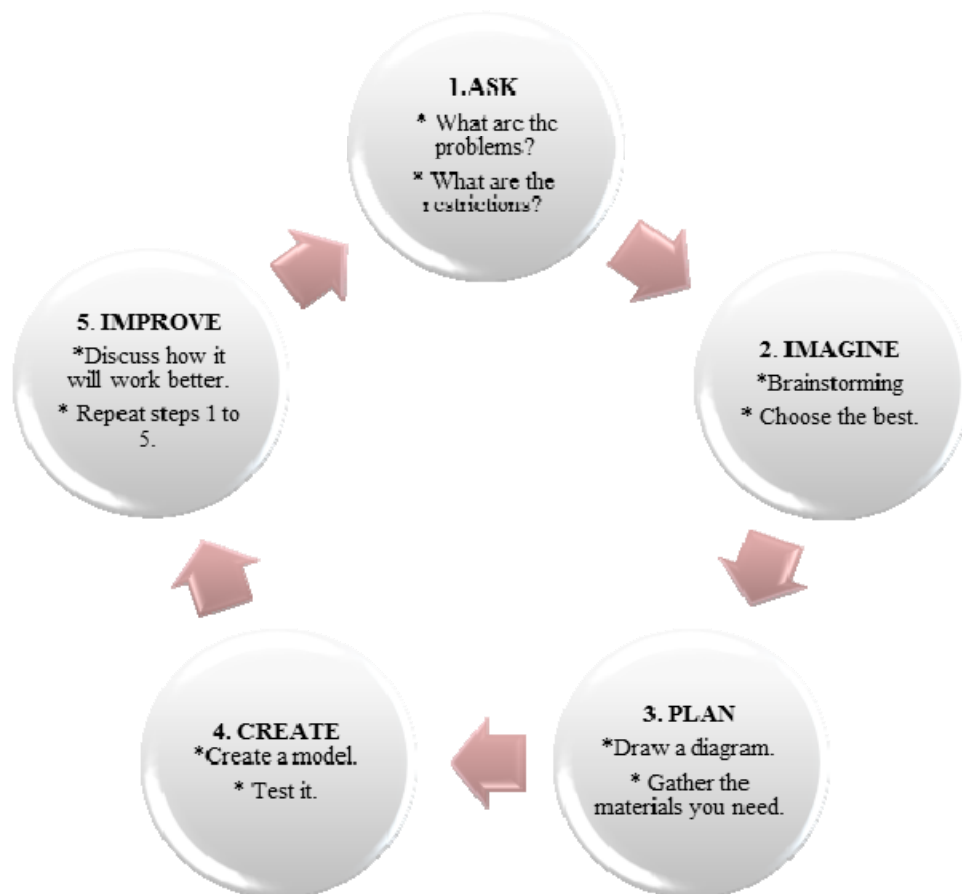 1.ASK
* What are the
problems?
* What are the
restrictions?
2. IMAGINE
*Brainstorming
* Choose the best.
3. PLAN
*Draw a diagram.
* Gather the
materials you need.
4. CREATE
*Create a model.
* Test it.
5. IMPROVE
*Discuss how it
will work better.
* Repeat steps 1 to
5.